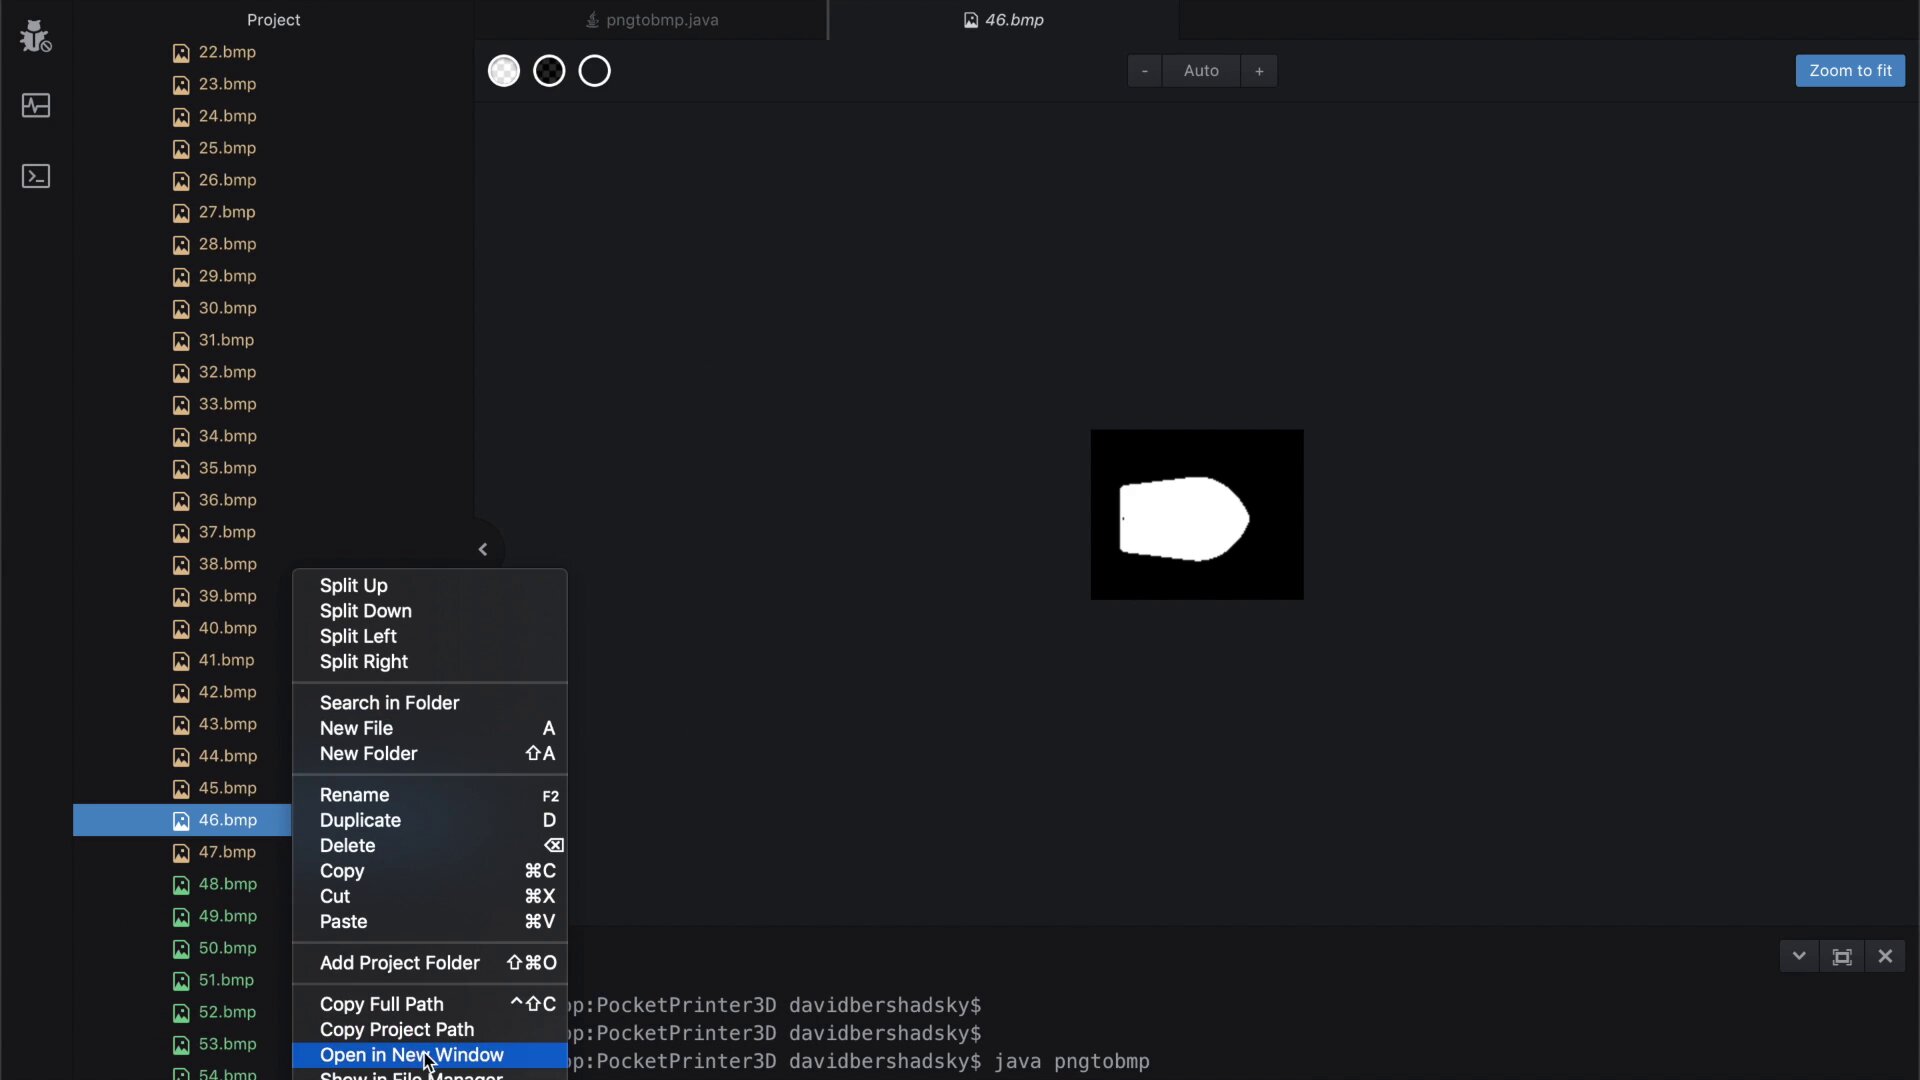 Project
pngtobmp.java
46.bmp
22.bmp
23.bmp
24.bmp
25.bmp
26.bmp
27.bmp
28.bmp
29.bmp
30.bmp
31.bmp
32.bmp
33.bmp
34.bmp
35.bmp
36.bmp
37.bmp
38.bmp
39.bmp
40.bmp
41.bmp
42.bmp
43.bmp
44.bmp
45.bmp
46.bmp
47.bmp
48.bmp
49.bmp
50.bmp
51.bmp
52.bmp
53.bmp
54.bmp
- Auto +
Zoom to fit
Split Up
Split Down
Split Left
Split Right
Search in Folder
New File A
New Folder ⇧A
Rename F2
Duplicate D
Delete ⌫
Copy ⌘C
Cut ⌘X
Paste ⌘V
Add Project Folder ⇧⌘O
Copy Full Path ^⇧C
Copy Project Path
Open in New Window
Show in File Manager
op:PocketPrinter3D davidbershadsky$
op:PocketPrinter3D davidbershadsky$
op:PocketPrinter3D davidbershadsky$ java pngtobmp